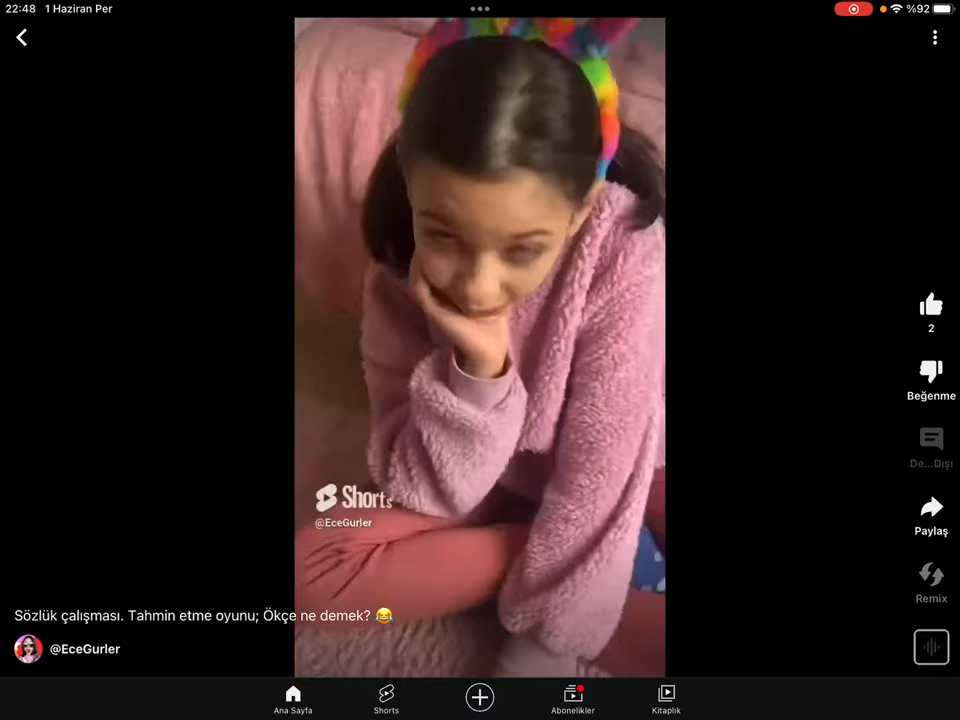 22:48 1 Haziran Per
%92
2
Beğenme
De...Dışı
Paylaş
Remix
Shorts
@EceGurler
Sözlük çalışması. Tahmin etme oyunu; Ökçe ne demek? 😂
@EceGurler
Ana Sayfa
Shorts
Abonelikler
Kitaplık